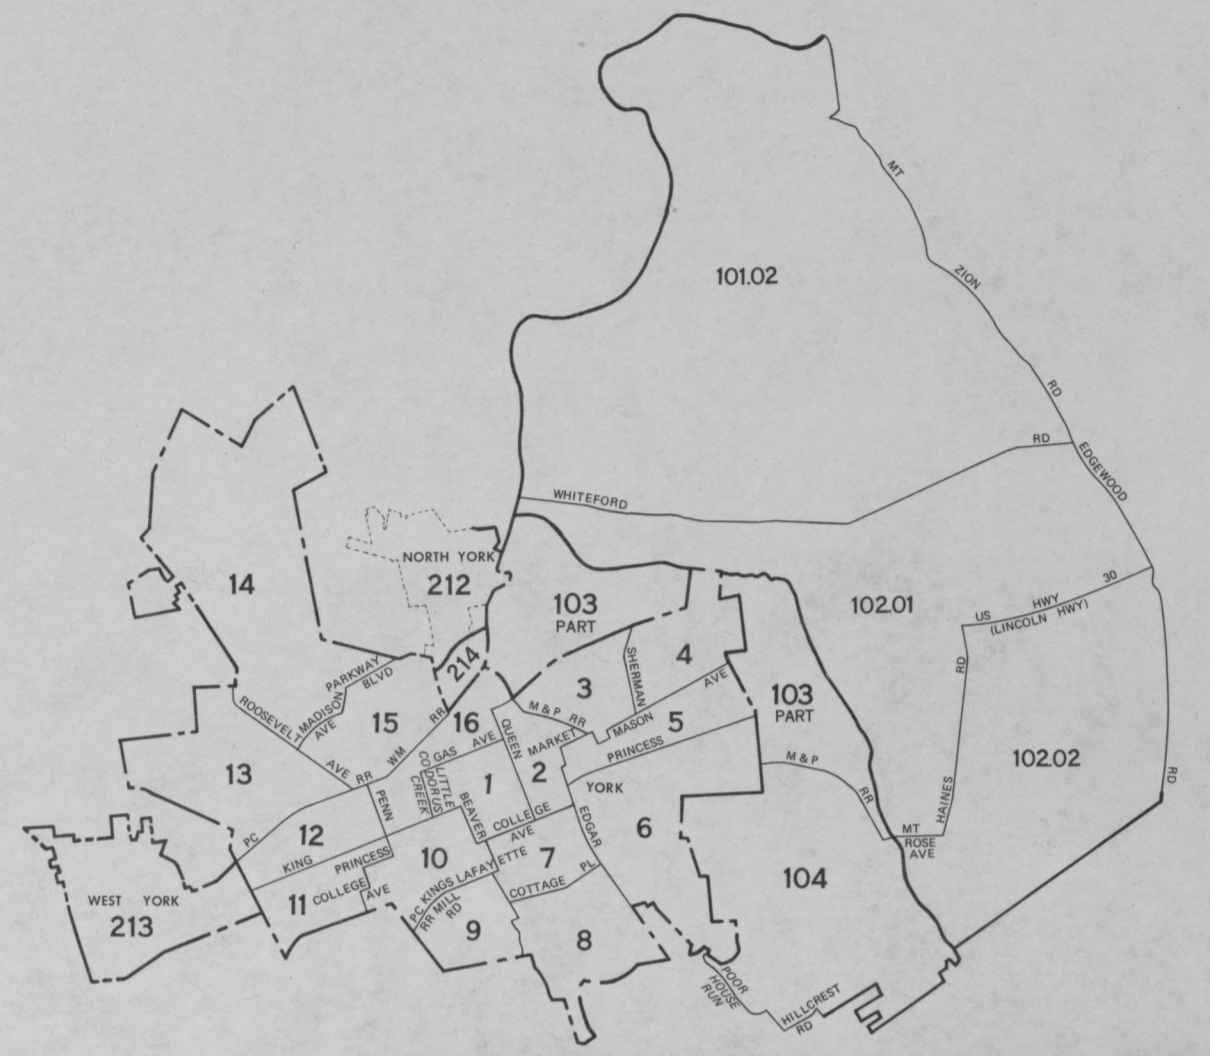 MT
ZION
101.02
RD
RD
EDGEWOOD
WHITEFORD
NORTH YORK
212
14
103
PART
102.01
30
HWY
US
(LINCOLN HWY)
RD
214
SHERMAN
4
AVE
PARKWAY
BLVD
MADISON
AVE
ROOSEVELT
AVE
15
RR
WM
RR
16
3
M & P RR
MASON
5
103
PART
QUEEN
MARKET
PRINCESS
GAS AVE
102.02
RD
13
M & P
RR
2
YORK
LITTLE
CODORUS
CREEK
1
BEAVER
PENN
HAINES
COLLEGE
AVE
EDGAR
6
12
PC
MT
ROSE
AVE
KING
PRINCESS
10
LAFAYETTE
7
PL
COTTAGE
104
11
COLLEGE
AVE
KINGS
MILL
RD
PC
RR
WEST YORK
213
9
8
POOR
HOUSE
RUN
HILLCREST
RD